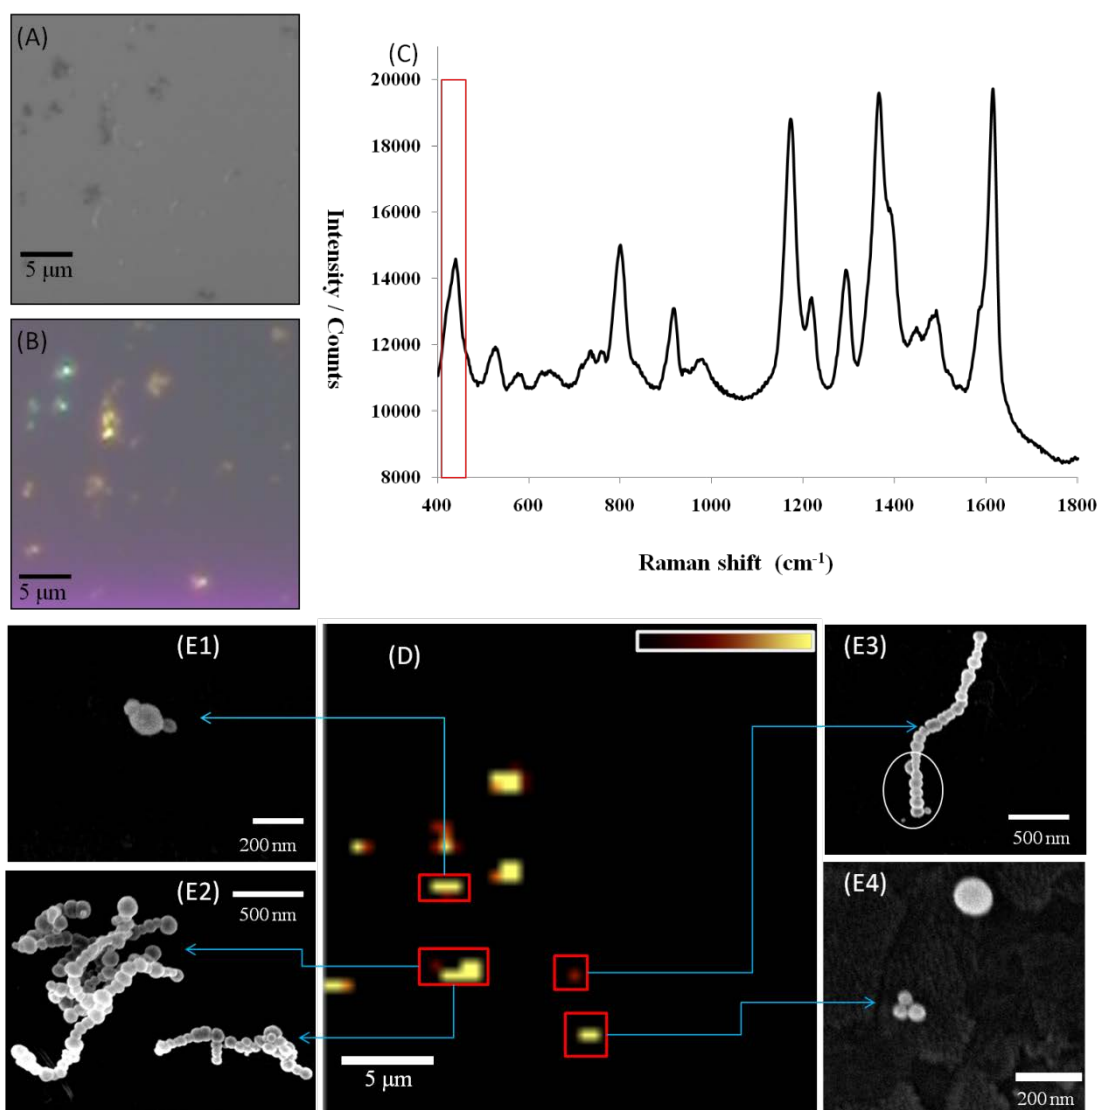 (A)
5 µm
(B)
5 µm
(C)
20000
18000
16000
14000
12000
10000
8000
Intensity / Counts
400
600
800
1000
1200
1400
1600
1800
Raman shift (cm⁻¹)
(E1)
200 nm
(D)
5 µm
(E3)
500 nm
(E2)
500 nm
(E4)
200 nm